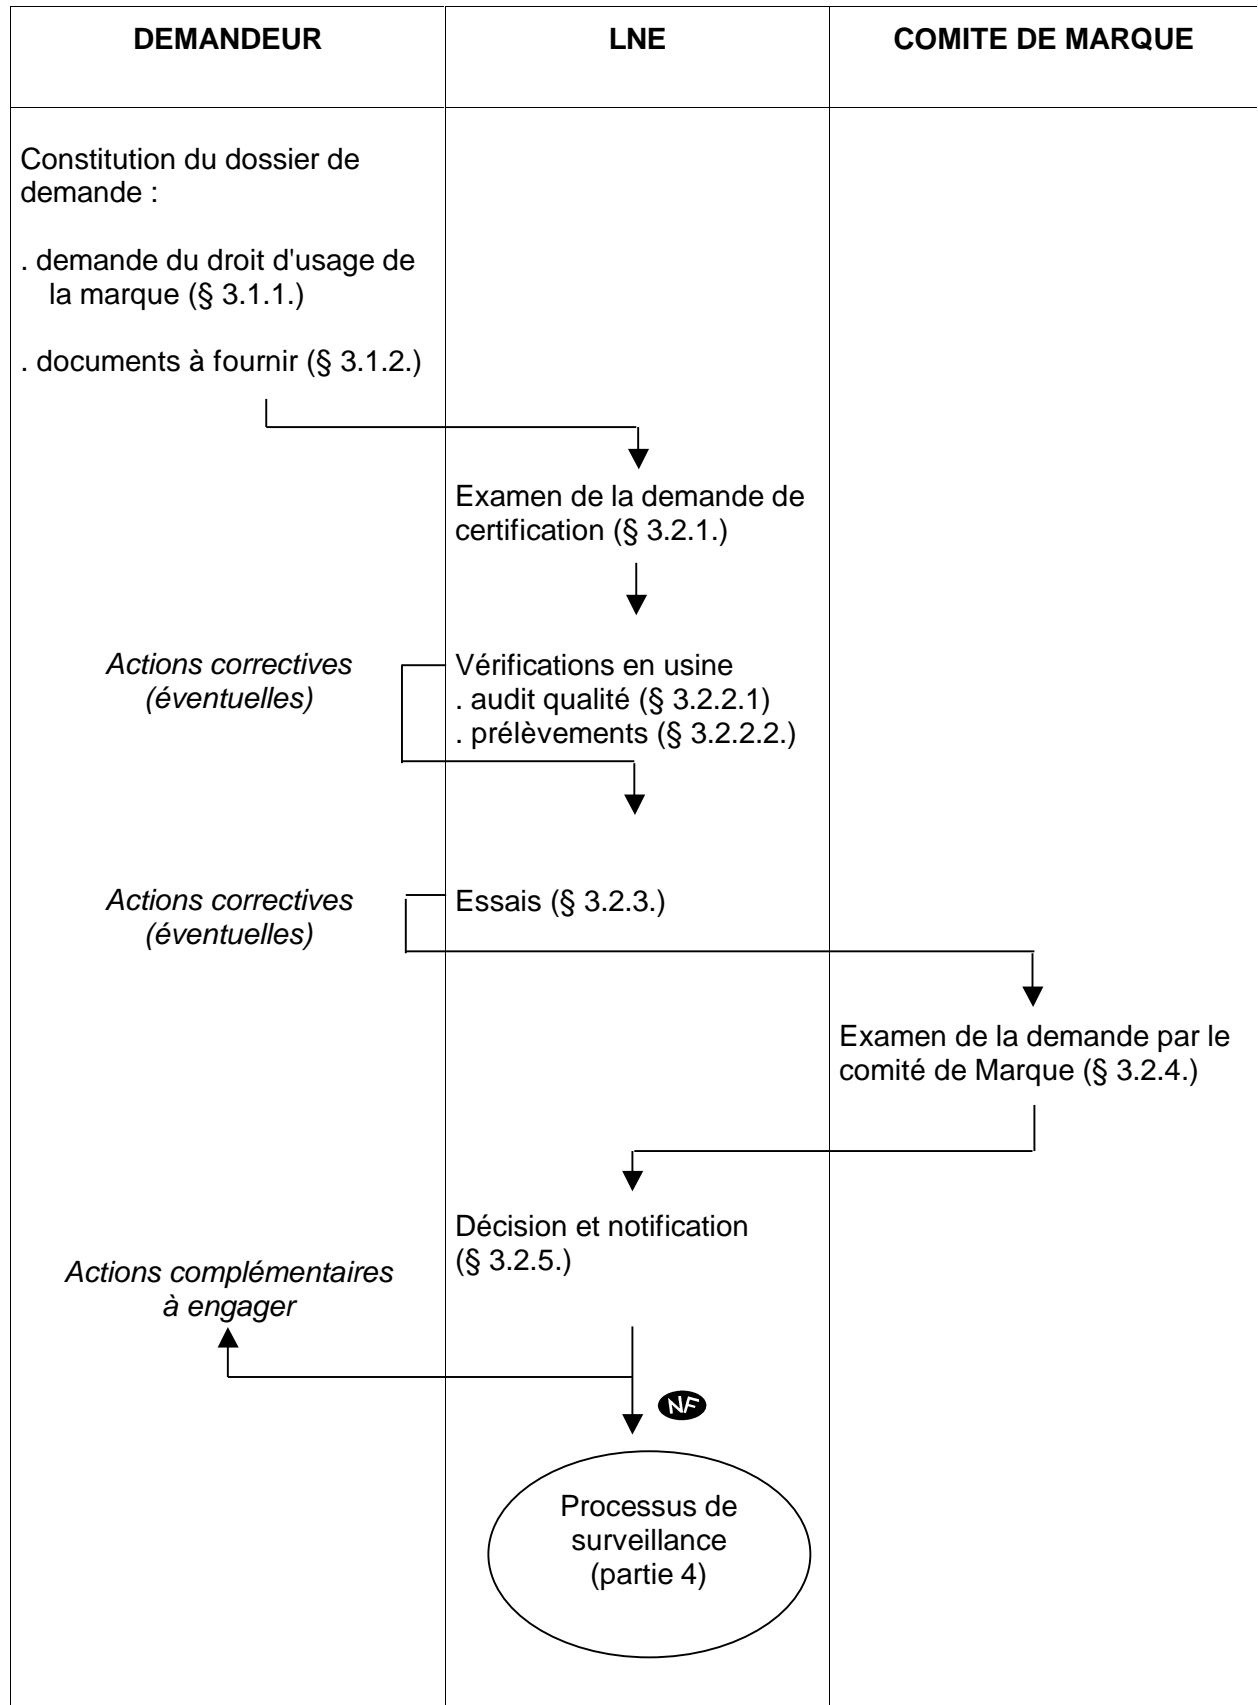 DEMANDEUR
LNE
COMITE DE MARQUE
Constitution du dossier de
demande :
. demande du droit d'usage de
la marque (§ 3.1.1.)
. documents à fournir (§ 3.1.2.)
Examen de la demande de
certification (§ 3.2.1.)
Actions correctives
(éventuelles)
Vérifications en usine
. audit qualité (§ 3.2.2.1)
. prélèvements (§ 3.2.2.2.)
Actions correctives
(éventuelles)
Essais (§ 3.2.3.)
Examen de la demande par le
comité de Marque (§ 3.2.4.)
Décision et notification
(§ 3.2.5.)
Actions complémentaires
à engager
NF
Processus de
surveillance
(partie 4)